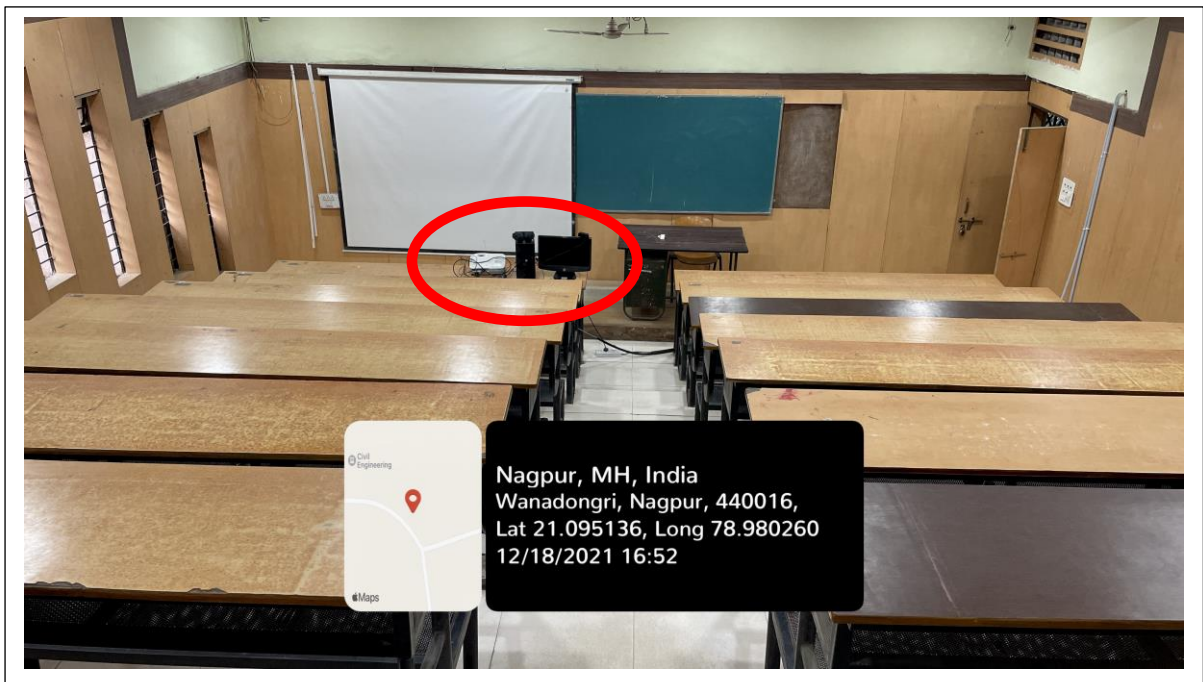 Civil
Engineering
Maps
Nagpur, MH, India
Wanadongri, Nagpur, 440016,
Lat 21.095136, Long 78.980260
12/18/2021 16:52